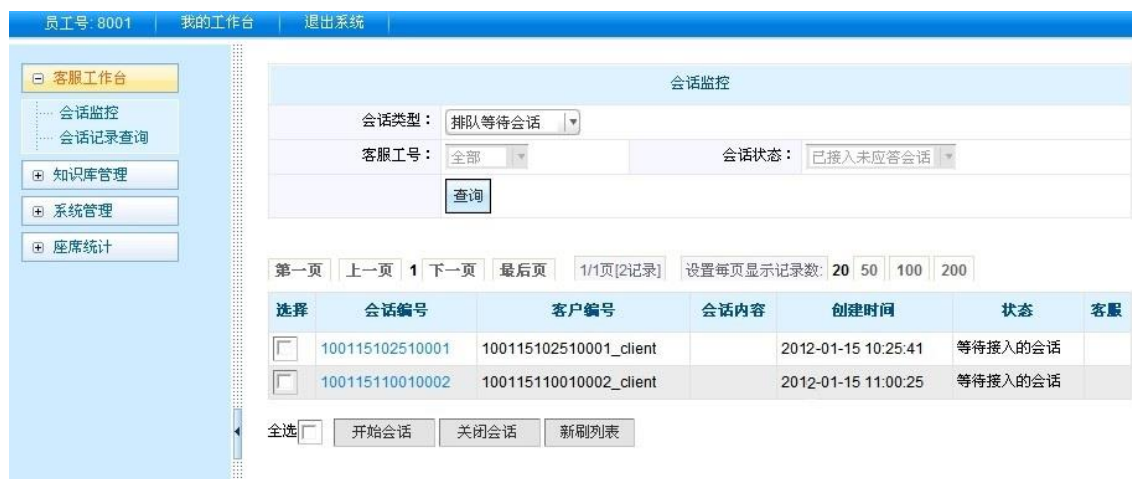 员工号: 8001 我的工作台 退出系统
客服工作台
会话监控
会话记录查询
知识库管理
系统管理
座席统计
会话监控
会话类型： 排队等待会话
客服工号： 全部 会话状态： 已接入未应答会话
查询
第一页 上一页 1 下一页 最后页 1/1页[2记录] 设置每页显示记录数: 20 50 100 200
选择 会话编号 客户编号 会话内容 创建时间 状态 客服
100115102510001 100115102510001_client 2012-01-15 10:25:41 等待接入的会话
100115110010002 100115110010002_client 2012-01-15 11:00:25 等待接入的会话
全选 开始会话 关闭会话 新刷列表